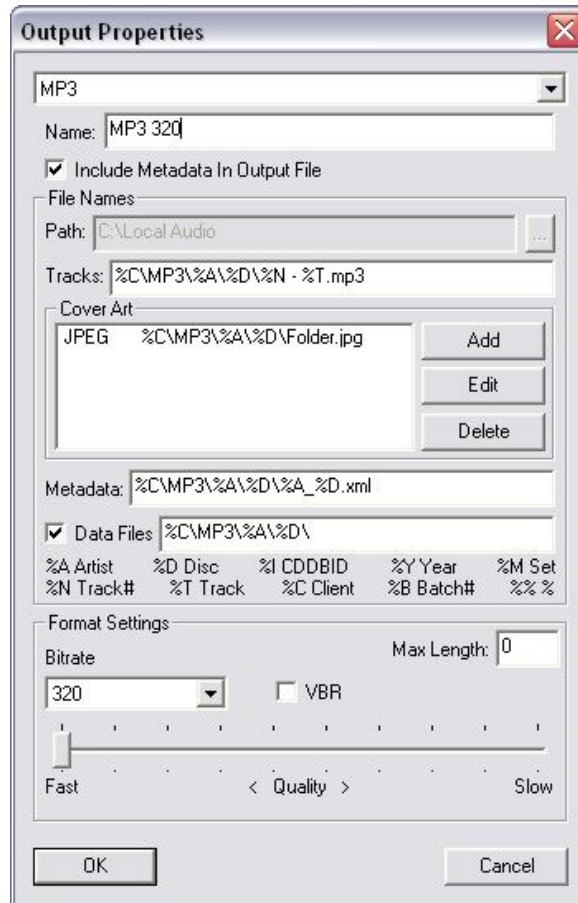 Output Properties
MP3
Name: MP3 320
Include Metadata In Output File
File Names
Path: C:\Local Audio ...
Tracks: %C\MP3\%A\%D\%N - %T.mp3
Cover Art
JPEG %C\MP3\%A\%D\Folder.jpg
Add
Edit
Delete
Metadata: %C\MP3\%A\%D\%A_%D.xml
Data Files %C\MP3\%A\%D\
%A Artist %D Disc %I CDDBID %Y Year %M Set
%N Track# %T Track %C Client %B Batch# %% %
Format Settings
Bitrate
Max Length: 0
320
VBR
Fast < Quality > Slow
OK
Cancel